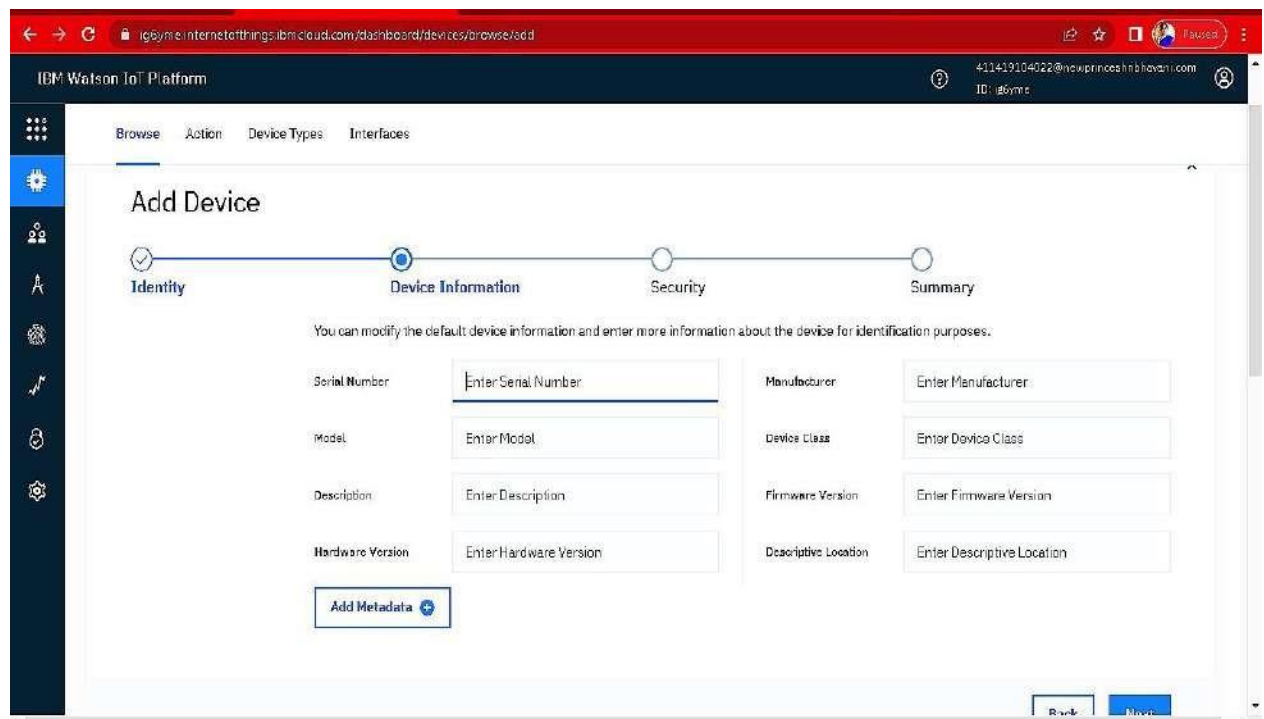 ig6yme.internetofthings.ibmcloud.com/dashboard/devices/browse/add
Paused
IBM Watson IoT Platform
411419104022@newprinceshribhavani.com
ID: ig6yme
Browse Action Device Types Interfaces
Add Device
Identity Device Information Security Summary
You can modify the default device information and enter more information about the device for identification purposes.
Serial Number Enter Serial Number Manufacturer Enter Manufacturer
Model Enter Model Device Class Enter Device Class
Description Enter Description Firmware Version Enter Firmware Version
Hardware Version Enter Hardware Version Descriptive Location Enter Descriptive Location
Add Metadata
Back Next